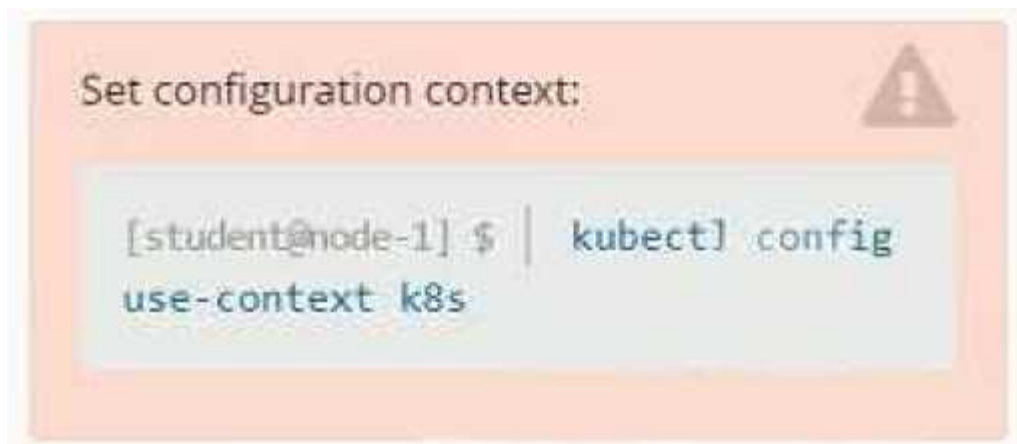 Set configuration context:
[student@node-1] $ | kubectl config
use-context k8s